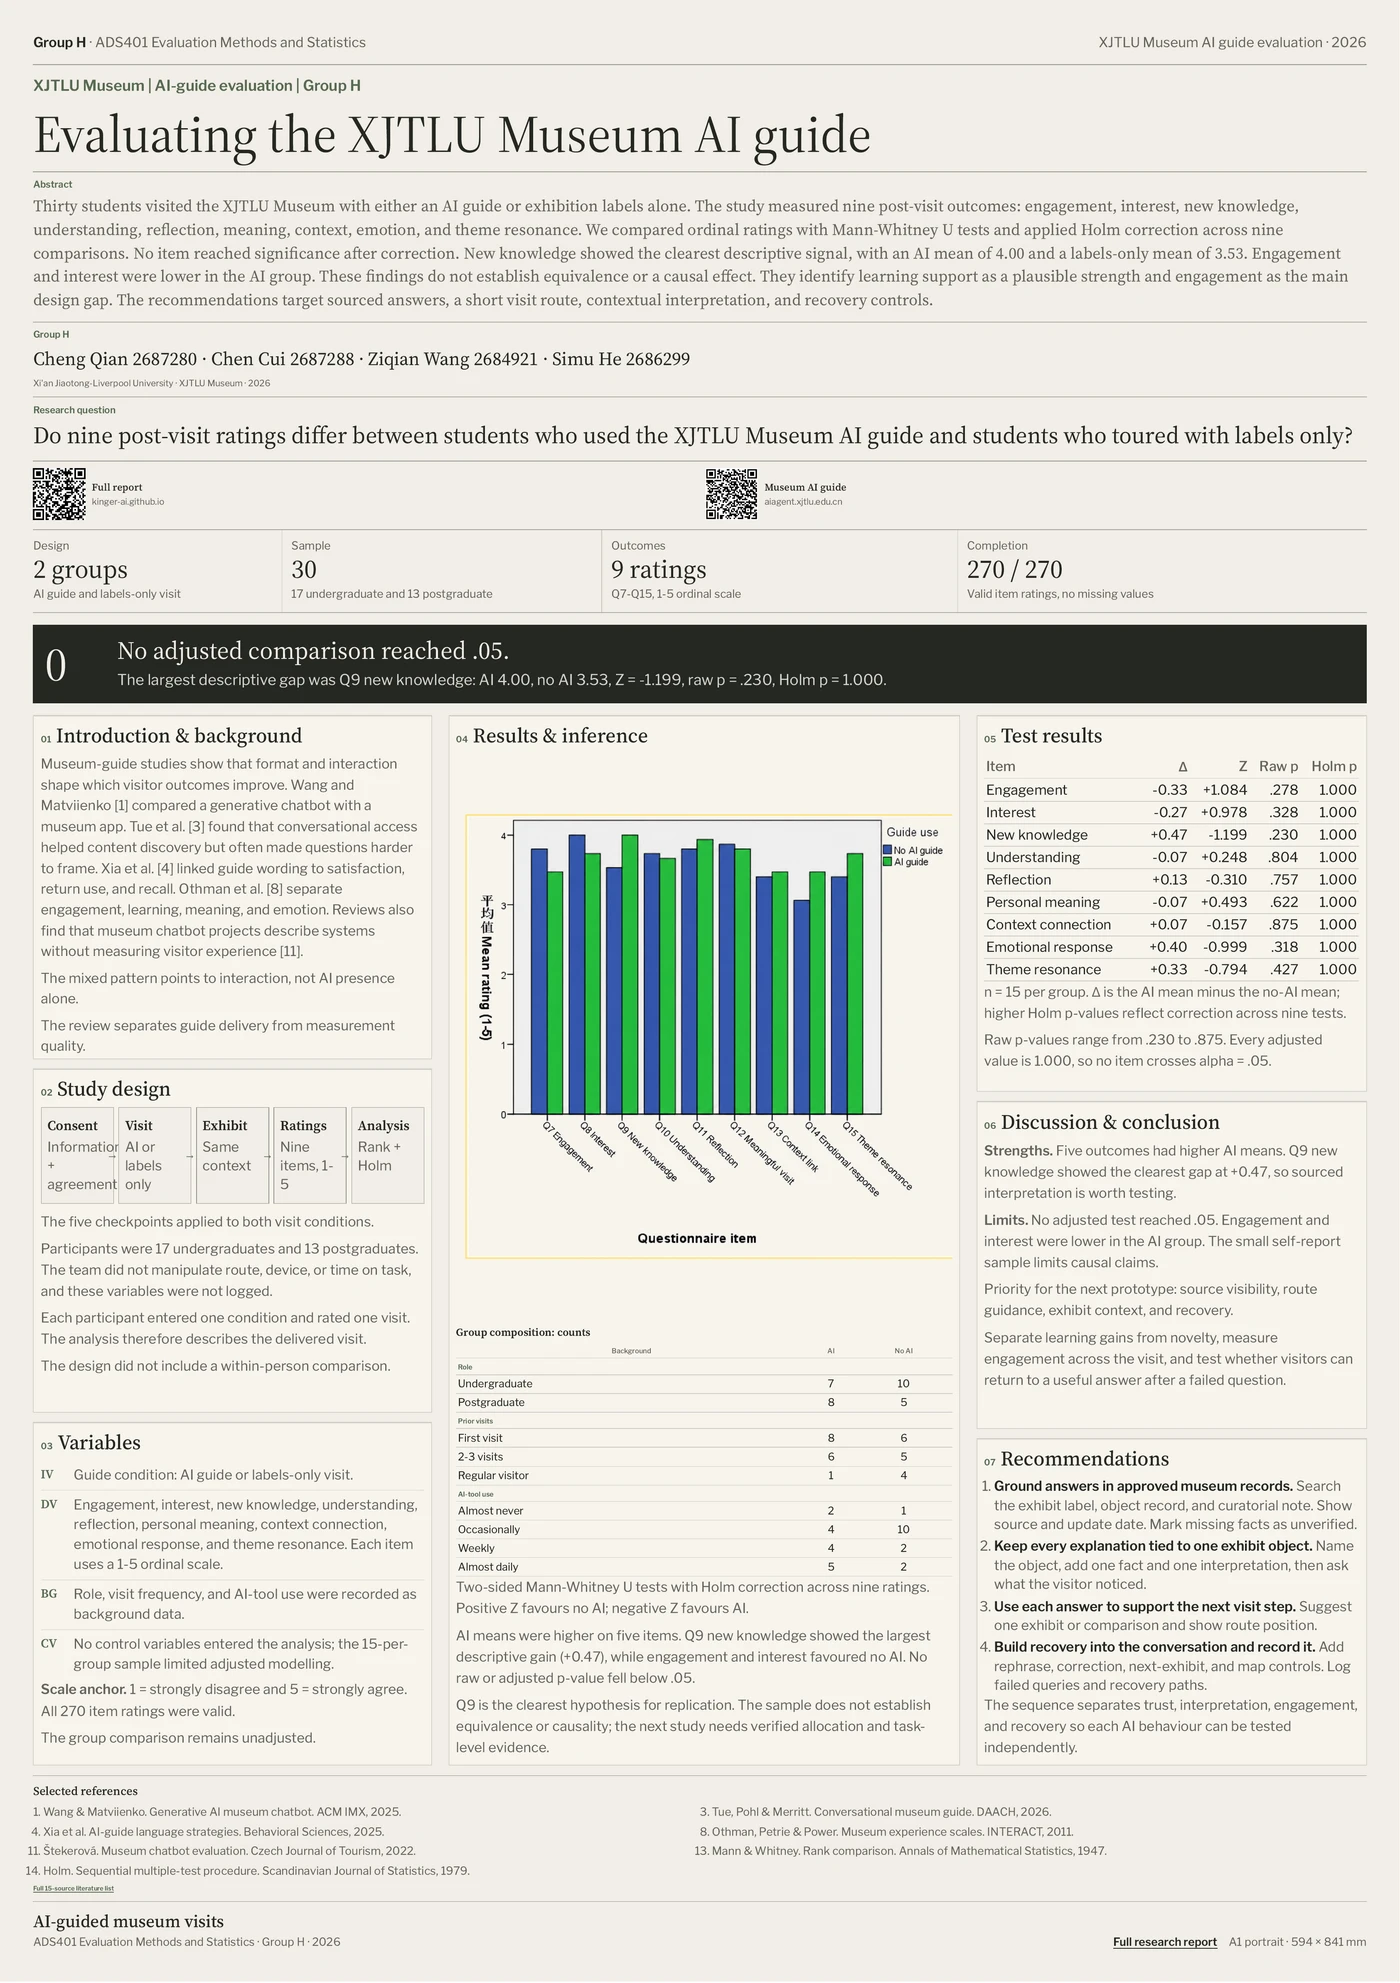 Group H · ADS401 Evaluation Methods and Statistics
XJTLU Museum AI guide evaluation · 2026
XJTLU Museum | AI-guide evaluation | Group H
Evaluating the XJTLU Museum AI guide
Abstract
Thirty students visited the XJTLU Museum with either an AI guide or exhibition labels alone. The study measured nine post-visit outcomes: engagement, interest, new knowledge,
understanding, reflection, meaning, context, emotion, and theme resonance. We compared ordinal ratings with Mann-Whitney U tests and applied Holm correction across nine
comparisons. No item reached significance after correction. New knowledge showed the clearest descriptive signal, with an AI mean of 4.00 and a labels-only mean of 3.53. Engagement
and interest were lower in the AI group. These findings do not establish equivalence or a causal effect. They identify learning support as a plausible strength and engagement as the main
design gap. The recommendations target sourced answers, a short visit route, contextual interpretation, and recovery controls.
Group H
Cheng Qian 2687280 · Chen Cui 2687288 · Ziqian Wang 2684921 · Simu He 2686299
Xi'an Jiaotong-Liverpool University · XJTLU Museum · 2026
Research question
Do nine post-visit ratings differ between students who used the XJTLU Museum AI guide and students who toured with labels only?
Full report
kinger-ai.github.io
Museum AI guide
aiagent.xjtlu.edu.cn
Design
2 groups
AI guide and labels-only visit
Sample
30
17 undergraduate and 13 postgraduate
Outcomes
9 ratings
Q7-Q15, 1-5 ordinal scale
Completion
270 / 270
Valid item ratings, no missing values
0
No adjusted comparison reached .05.
The largest descriptive gap was Q9 new knowledge: AI 4.00, no AI 3.53, Z = -1.199, raw p = .230, Holm p = 1.000.
01 Introduction & background
Museum-guide studies show that format and interaction
shape which visitor outcomes improve. Wang and
Matviienko [1] compared a generative chatbot with a
museum app. Tue et al. [3] found that conversational access
helped content discovery but often made questions harder
to frame. Xia et al. [4] linked guide wording to satisfaction,
return use, and recall. Othman et al. [8] separate
engagement, learning, meaning, and emotion. Reviews also
find that museum chatbot projects describe systems
without measuring visitor experience [11].
The mixed pattern points to interaction, not AI presence
alone.
The review separates guide delivery from measurement
quality.
02 Study design
Consent
Information
+
agreement
→
Visit
AI or
labels
only
→
Exhibit
Same
context
→
Ratings
Nine
items, 1-
5
→
Analysis
Rank +
Holm
The five checkpoints applied to both visit conditions.
Participants were 17 undergraduates and 13 postgraduates.
The team did not manipulate route, device, or time on task,
and these variables were not logged.
Each participant entered one condition and rated one visit.
The analysis therefore describes the delivered visit.
The design did not include a within-person comparison.
03 Variables
IV Guide condition: AI guide or labels-only visit.
DV Engagement, interest, new knowledge, understanding,
reflection, personal meaning, context connection,
emotional response, and theme resonance. Each item
uses a 1-5 ordinal scale.
BG Role, visit frequency, and AI-tool use were recorded as
background data.
CV No control variables entered the analysis; the 15-per-
group sample limited adjusted modelling.
Scale anchor. 1 = strongly disagree and 5 = strongly agree.
All 270 item ratings were valid.
The group comparison remains unadjusted.
04 Results & inference
平均值 Mean rating (1-5)
4
3
2
1
0
Guide use
No AI guide
AI guide
Q7 Engagement
Q8 Interest
Q9 New knowledge
Q10 Understanding
Q11 Reflection
Q12 Meaningful visit
Q13 Context link
Q14 Emotional response
Q15 Theme resonance
Questionnaire item
Group composition: counts
Background AI No AI
Role
Undergraduate 7 10
Postgraduate 8 5
Prior visits
First visit 8 6
2-3 visits 6 5
Regular visitor 1 4
AI-tool use
Almost never 2 1
Occasionally 4 10
Weekly 4 2
Almost daily 5 2
Two-sided Mann-Whitney U tests with Holm correction across nine ratings.
Positive Z favours no AI; negative Z favours AI.
AI means were higher on five items. Q9 new knowledge showed the largest
descriptive gain (+0.47), while engagement and interest favoured no AI. No
raw or adjusted p-value fell below .05.
Q9 is the clearest hypothesis for replication. The sample does not establish
equivalence or causality; the next study needs verified allocation and task-
level evidence.
05 Test results
Item Δ Z Raw p Holm p
Engagement -0.33 +1.084 .278 1.000
Interest -0.27 +0.978 .328 1.000
New knowledge +0.47 -1.199 .230 1.000
Understanding -0.07 +0.248 .804 1.000
Reflection +0.13 -0.310 .757 1.000
Personal meaning -0.07 +0.493 .622 1.000
Context connection +0.07 -0.157 .875 1.000
Emotional response +0.40 -0.999 .318 1.000
Theme resonance +0.33 -0.794 .427 1.000
n = 15 per group. Δ is the AI mean minus the no-AI mean;
higher Holm p-values reflect correction across nine tests.
Raw p-values range from .230 to .875. Every adjusted
value is 1.000, so no item crosses alpha = .05.
06 Discussion & conclusion
Strengths. Five outcomes had higher AI means. Q9 new
knowledge showed the clearest gap at +0.47, so sourced
interpretation is worth testing.
Limits. No adjusted test reached .05. Engagement and
interest were lower in the AI group. The small self-report
sample limits causal claims.
Priority for the next prototype: source visibility, route
guidance, exhibit context, and recovery.
Separate learning gains from novelty, measure
engagement across the visit, and test whether visitors can
return to a useful answer after a failed question.
07 Recommendations
1. Ground answers in approved museum records. Search
the exhibit label, object record, and curatorial note. Show
source and update date. Mark missing facts as unverified.
2. Keep every explanation tied to one exhibit object. Name
the object, add one fact and one interpretation, then ask
what the visitor noticed.
3. Use each answer to support the next visit step. Suggest
one exhibit or comparison and show route position.
4. Build recovery into the conversation and record it. Add
rephrase, correction, next-exhibit, and map controls. Log
failed queries and recovery paths.
The sequence separates trust, interpretation, engagement,
and recovery so each AI behaviour can be tested
independently.
Selected references
1. Wang & Matviienko. Generative AI museum chatbot. ACM IMX, 2025.
3. Tue, Pohl & Merritt. Conversational museum guide. DAACH, 2026.
4. Xia et al. AI-guide language strategies. Behavioral Sciences, 2025.
8. Othman, Petrie & Power. Museum experience scales. INTERACT, 2011.
11. Štekerová. Museum chatbot evaluation. Czech Journal of Tourism, 2022.
13. Mann & Whitney. Rank comparison. Annals of Mathematical Statistics, 1947.
14. Holm. Sequential multiple-test procedure. Scandinavian Journal of Statistics, 1979.
Full 15-source literature list
AI-guided museum visits
ADS401 Evaluation Methods and Statistics · Group H · 2026
Full research report A1 portrait · 594 × 841 mm